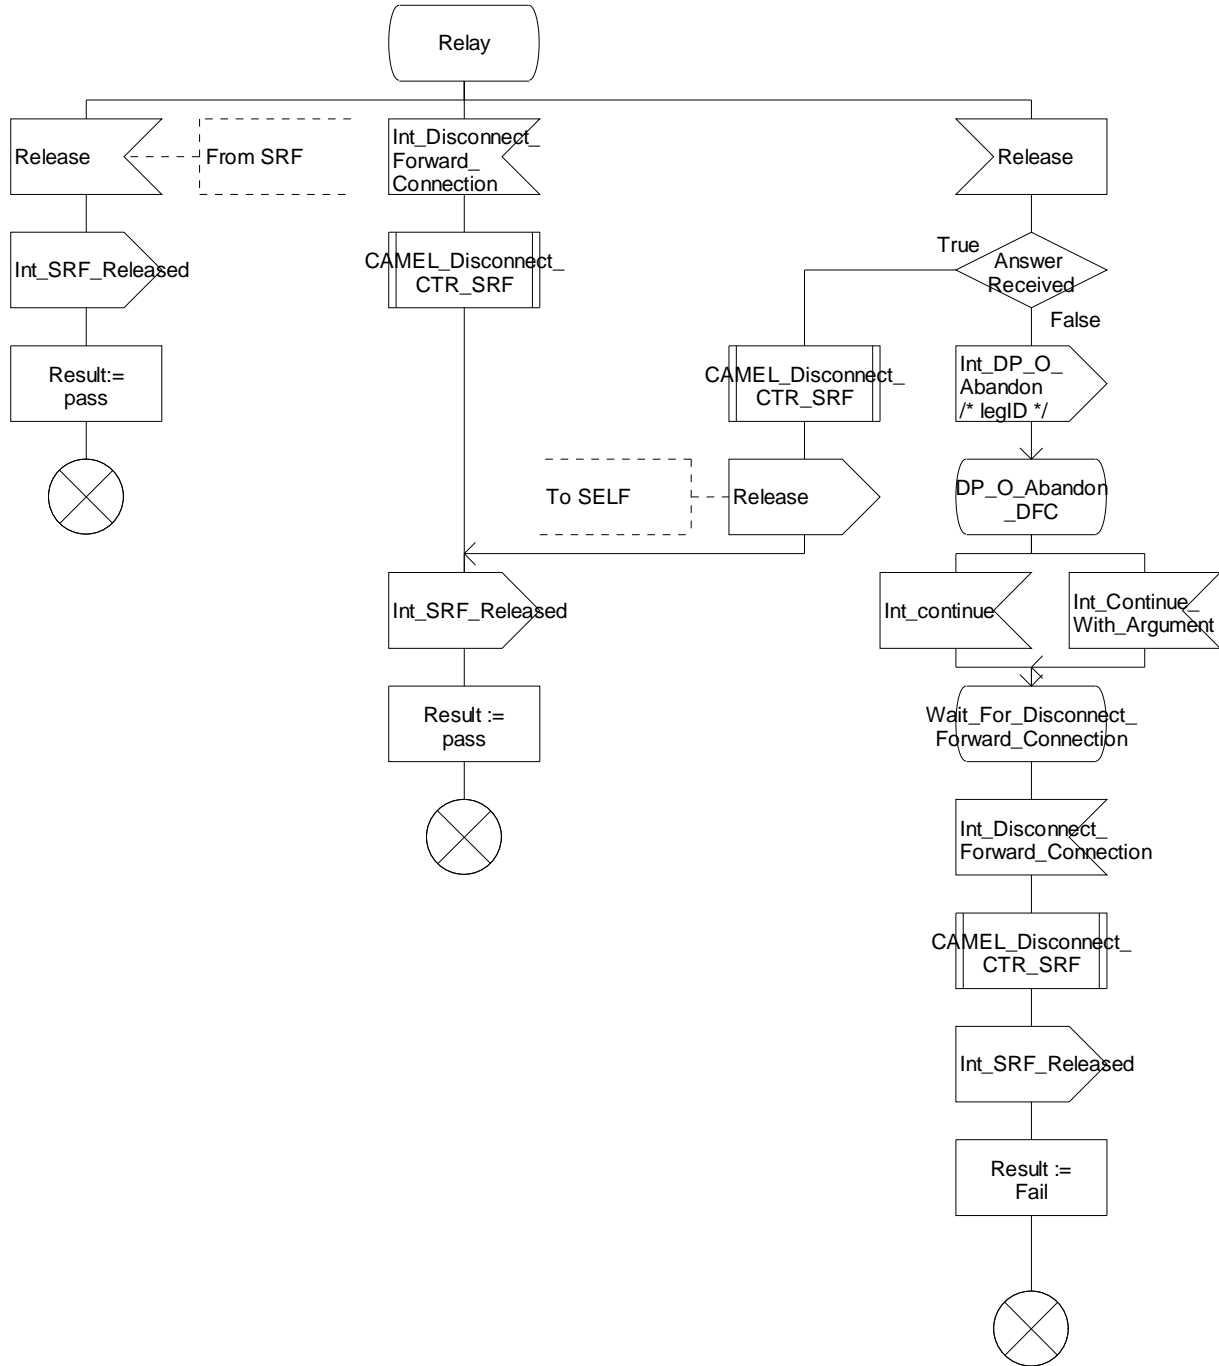 Relay
Release
From SRF
Int_Disconnect_
Forward_
Connection
Release
Int_SRF_Released
CAMEL_Disconnect_
CTR_SRF
True
Answer
Received
False
Result:=
pass
CAMEL_Disconnect_
CTR_SRF
Int_DP_O_
Abandon
/* legID */
To SELF
Release
DP_O_Abandon
_DFC
Int_SRF_Released
Int_continue
Int_Continue_
With_Argument
Result :=
pass
Wait_For_Disconnect_
Forward_Connection
Int_Disconnect_
Forward_Connection
CAMEL_Disconnect_
CTR_SRF
Int_SRF_Released
Result :=
Fail